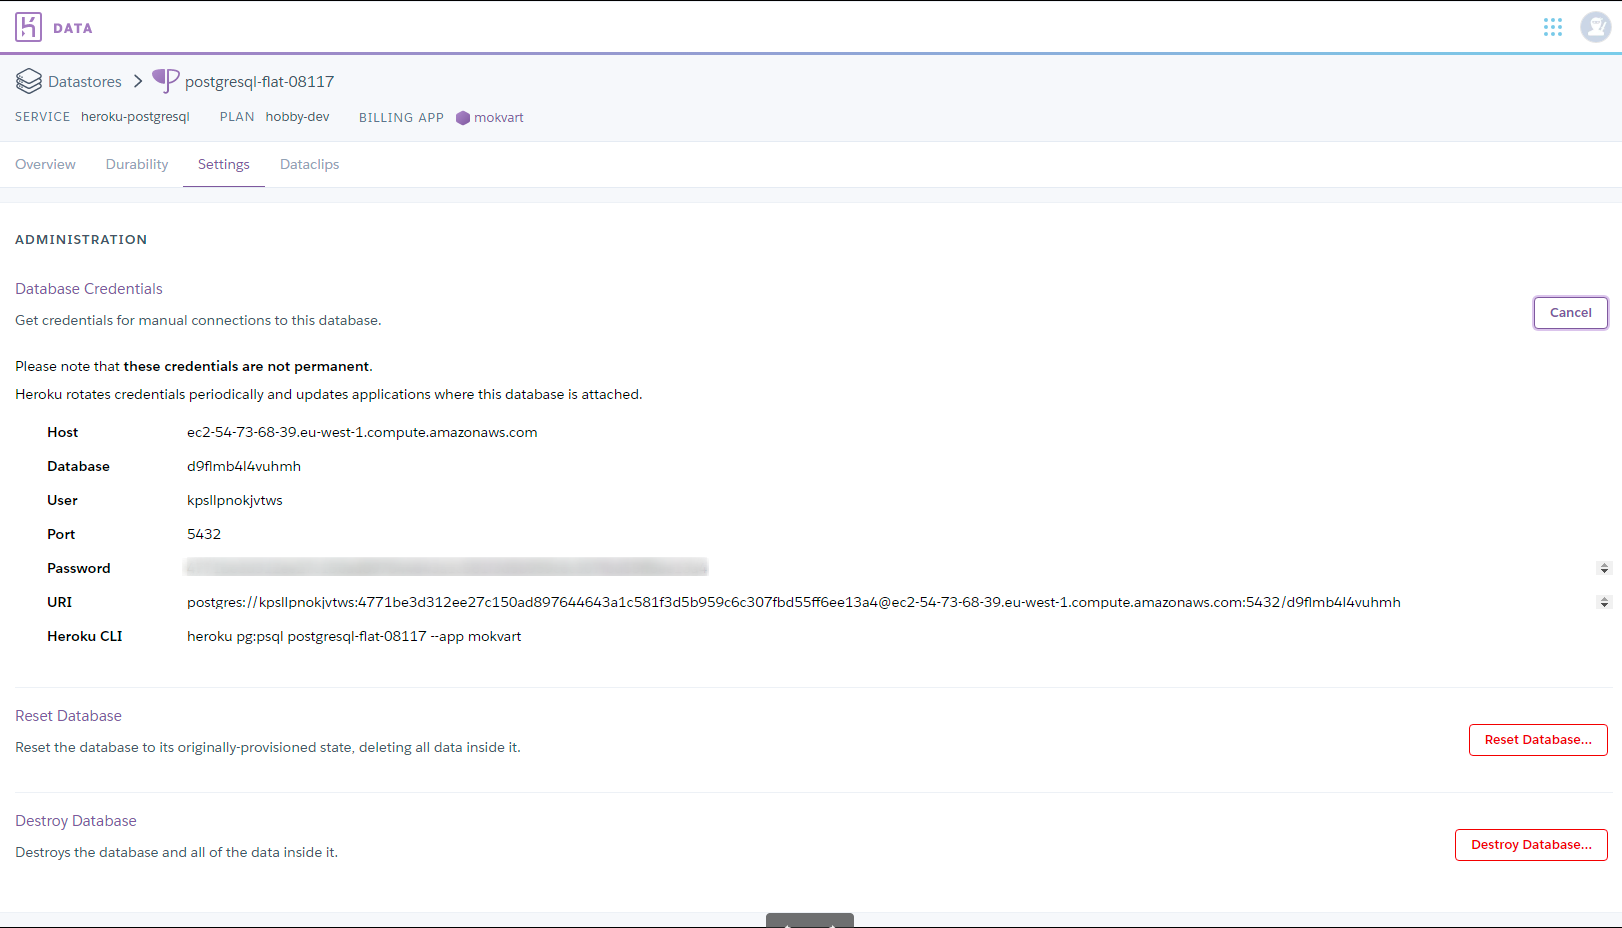 DATA
Datastores > postgresql-flat-08117
SERVICE heroku-postgresql PLAN hobby-dev BILLING APP mokvart
Overview Durability Settings Dataclips
ADMINISTRATION
Database Credentials
Get credentials for manual connections to this database.
Cancel
Please note that these credentials are not permanent.
Heroku rotates credentials periodically and updates applications where this database is attached.
Host ec2-54-73-68-39.eu-west-1.compute.amazonaws.com
Database d9flmb4l4vuhmh
User kpsllpnokjvtws
Port 5432
Password
URI postgres://kpsllpnokjvtws:4771be3d312ee27c150ad897644643a1c581f3d5b959c6c307fbd55ff6ee13a4@ec2-54-73-68-39.eu-west-1.compute.amazonaws.com:5432/d9flmb4l4vuhmh
Heroku CLI heroku pg:psql postgresql-flat-08117 --app mokvart
Reset Database
Reset the database to its originally-provisioned state, deleting all data inside it.
Reset Database...
Destroy Database
Destroys the database and all of the data inside it.
Destroy Database...